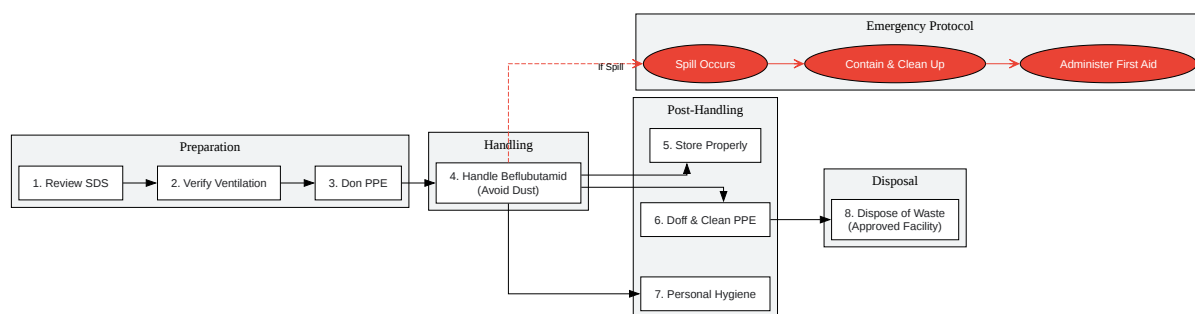 Emergency Protocol
If Spill
Spill Occurs
Contain & Clean Up
Administer First Aid
Preparation
1. Review SDS
2. Verify Ventilation
3. Don PPE
Handling
4. Handle Beflubutamid
(Avoid Dust)
Post-Handling
5. Store Properly
6. Doff & Clean PPE
7. Personal Hygiene
Disposal
8. Dispose of Waste
(Approved Facility)